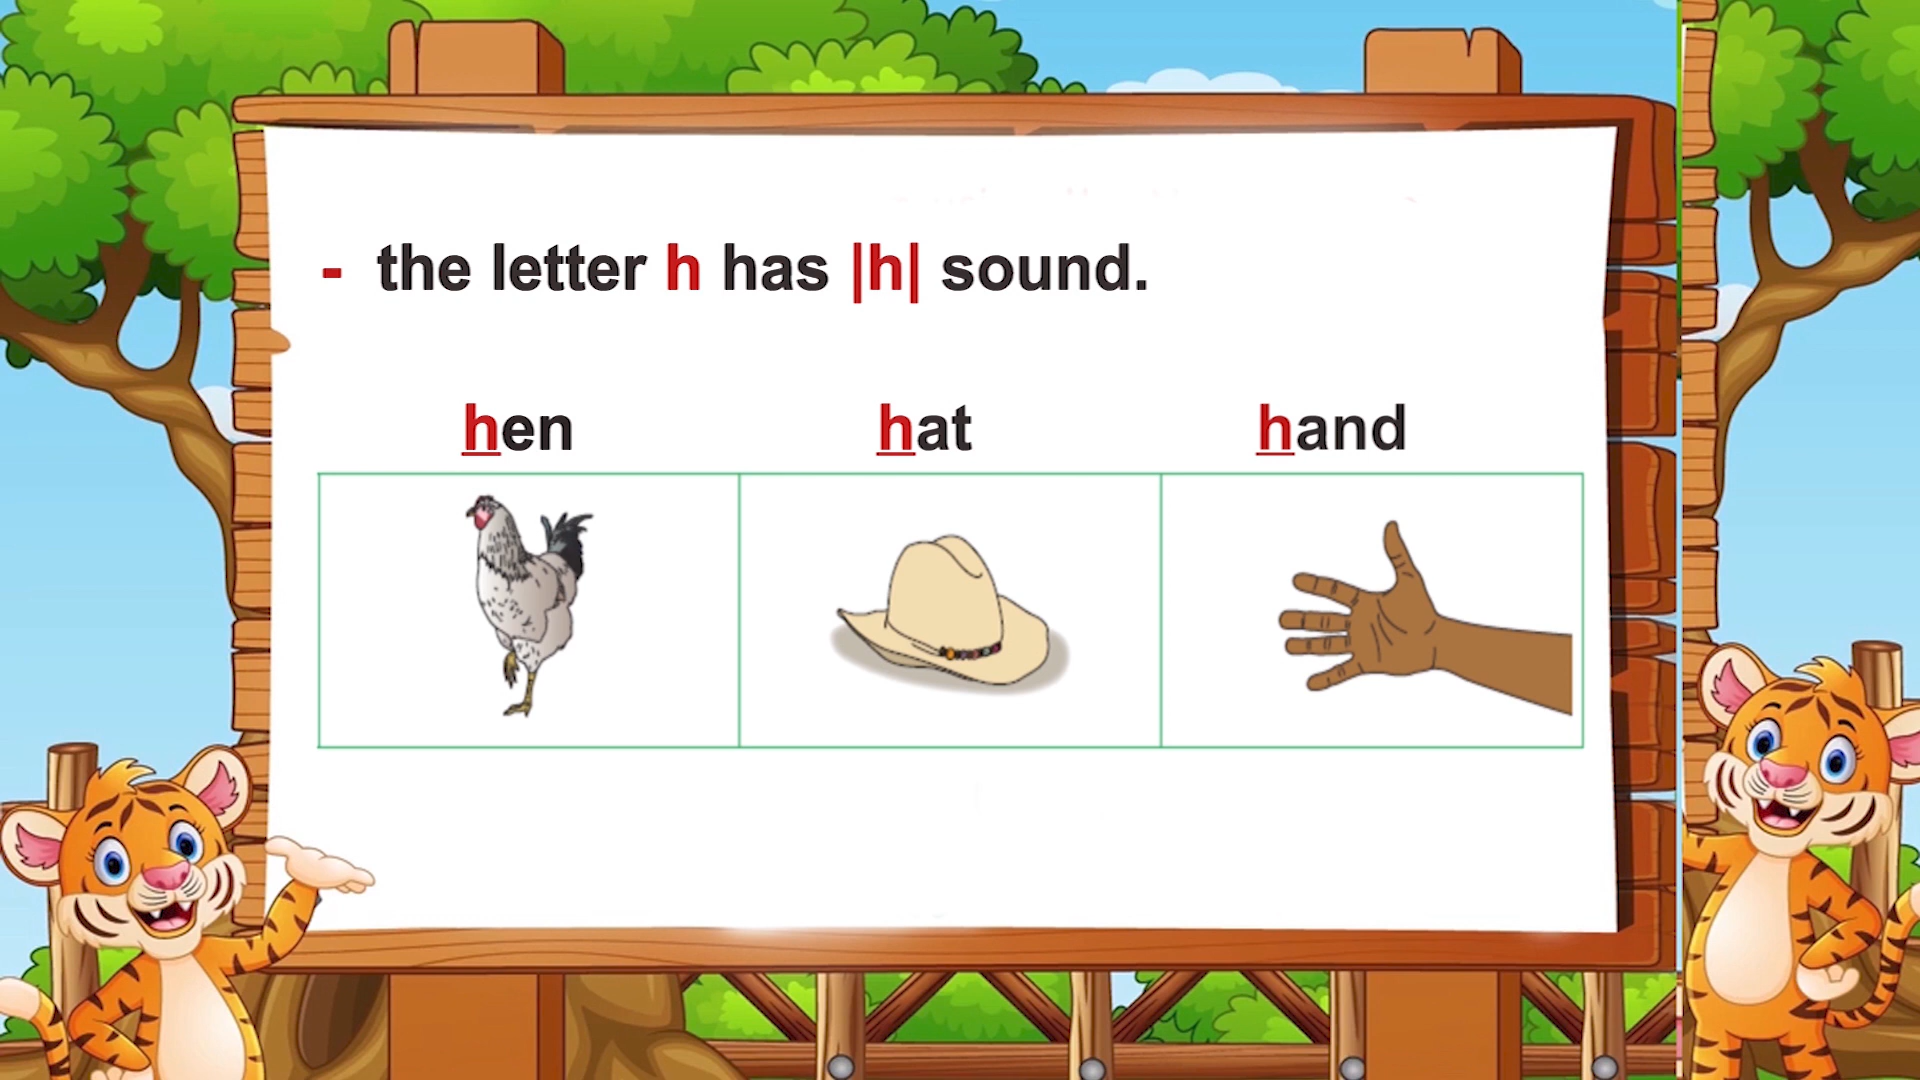 - the letter h has |h| sound.
hen hat hand